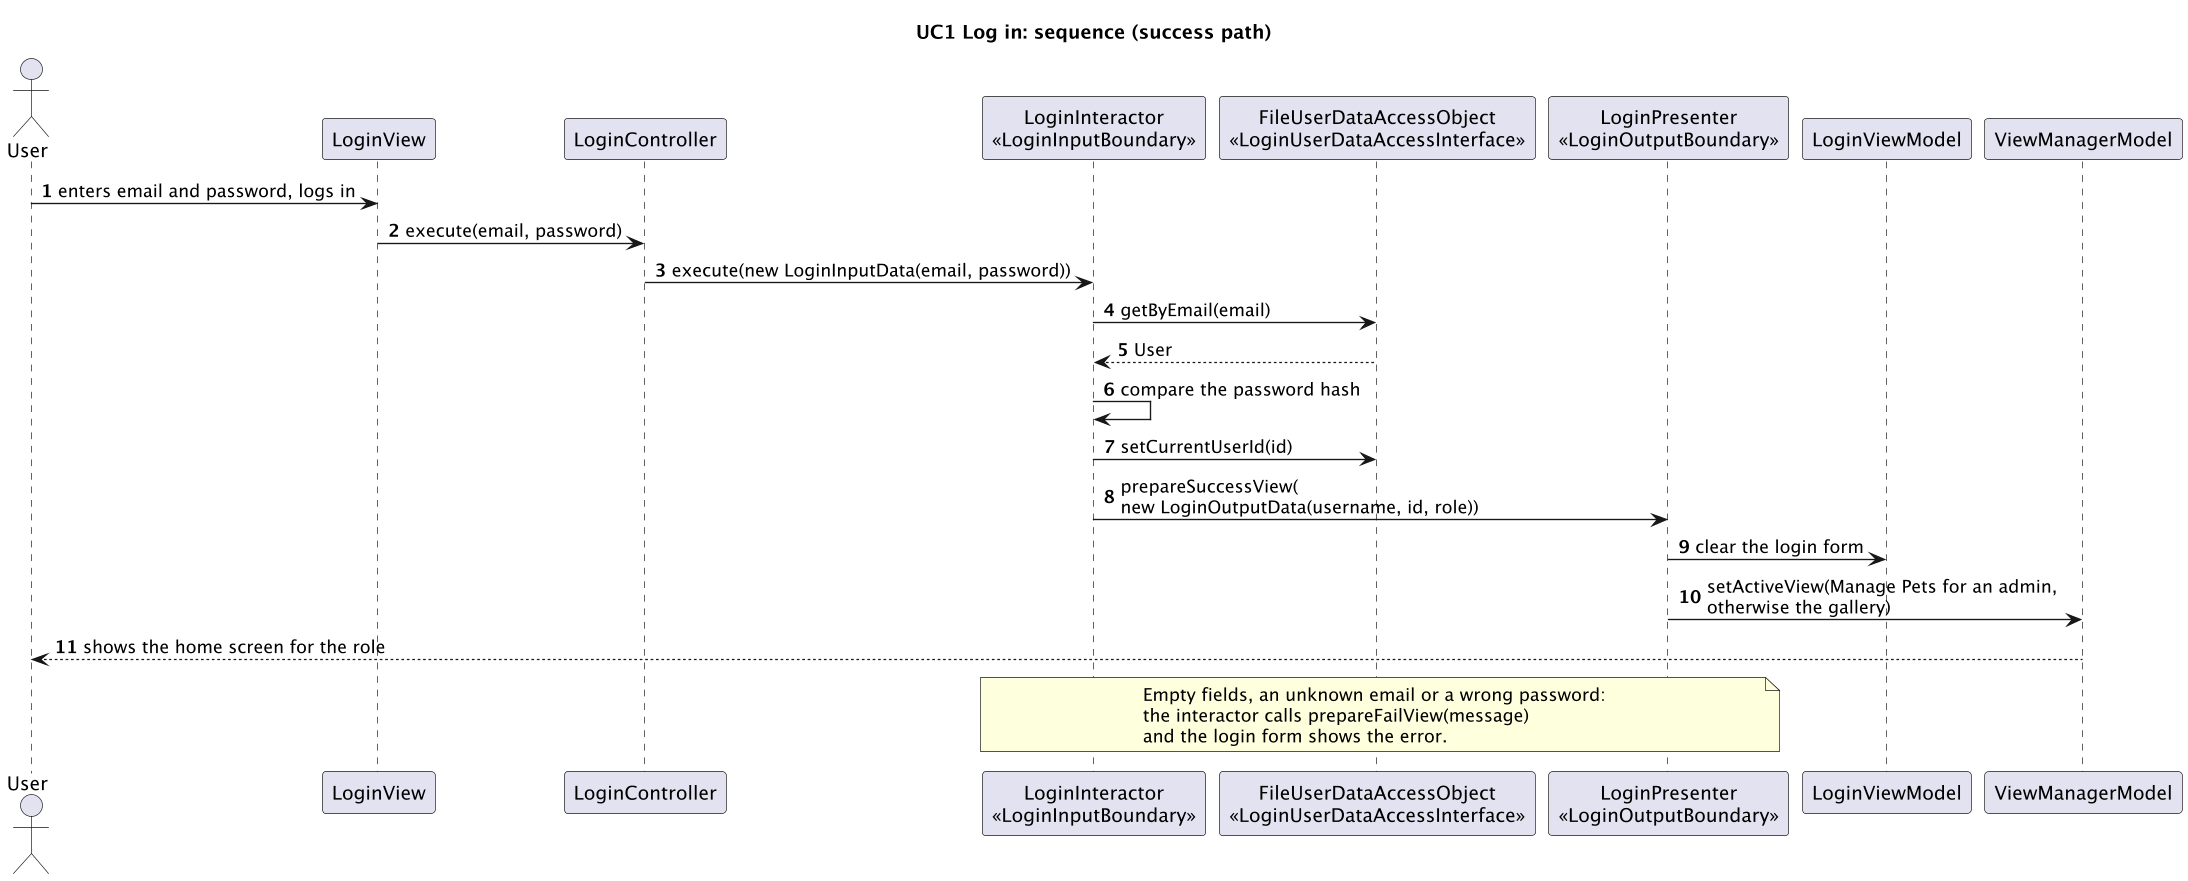 UC1 Log in: sequence (success path)
User
LoginView
LoginController
LoginInteractor
«LoginInputBoundary»
FileUserDataAccessObject
«LoginUserDataAccessInterface»
LoginPresenter
«LoginOutputBoundary»
LoginViewModel
ViewManagerModel
1 enters email and password, logs in
2 execute(email, password)
3 execute(new LoginInputData(email, password))
4 getByEmail(email)
5 User
6 compare the password hash
7 setCurrentUserId(id)
8 prepareSuccessView(
new LoginOutputData(username, id, role))
9 clear the login form
10 setActiveView(Manage Pets for an admin,
otherwise the gallery)
11 shows the home screen for the role
Empty fields, an unknown email or a wrong password:
the interactor calls prepareFailView(message)
and the login form shows the error.
User
LoginView
LoginController
LoginInteractor
«LoginInputBoundary»
FileUserDataAccessObject
«LoginUserDataAccessInterface»
LoginPresenter
«LoginOutputBoundary»
LoginViewModel
ViewManagerModel